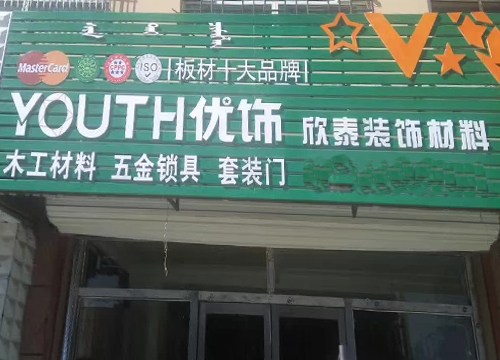 MasterCard ISO 板材十大品牌
YOUTH优饰 欣泰装饰材料
木工材料 五金锁具 套装门